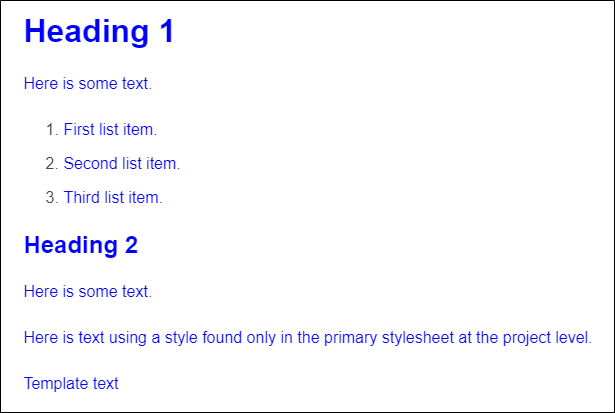 Heading 1
Here is some text.
1. First list item.
2. Second list item.
3. Third list item.
Heading 2
Here is some text.
Here is text using a style found only in the primary stylesheet at the project level.
Template text